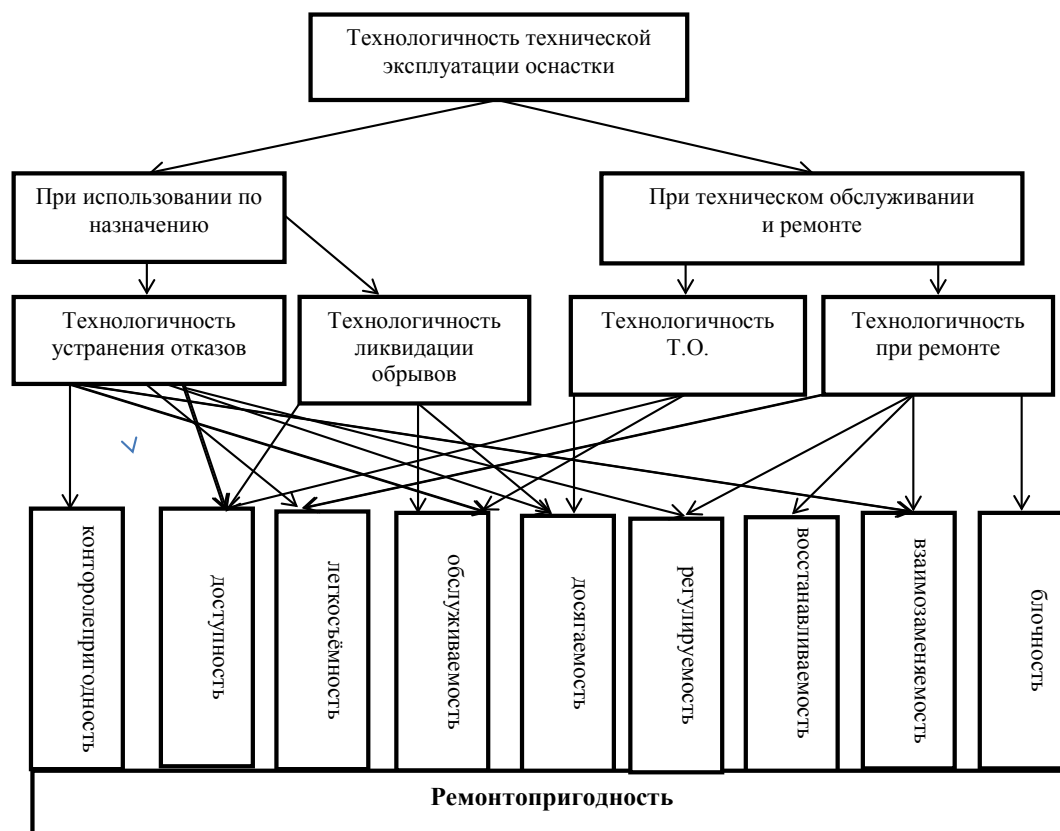 Технологичность технической
эксплуатации оснастки
При использовании по
назначению
При техническом обслуживании
и ремонте
Технологичность
устранения отказов
Технологичность
ликвидации
обрывов
Технологичность
Т.О.
Технологичность
при ремонте
конторолепригодность
доступность
легкосъёмность
обслуживаемость
досягаемость
регулируемость
восстанавливаемость
взаимозаменяемость
блочность
Ремонтопригодность